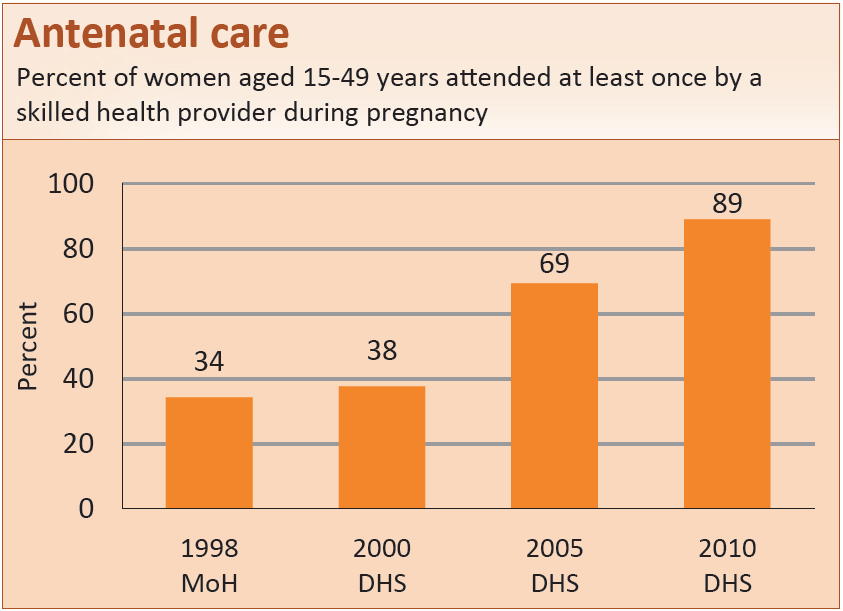 Antenatal care
Percent of women aged 15-49 years attended at least once by a
skilled health provider during pregnancy
100
80
60
40
20
0
Percent
34
38
69
89
1998
MoH
2000
DHS
2005
DHS
2010
DHS